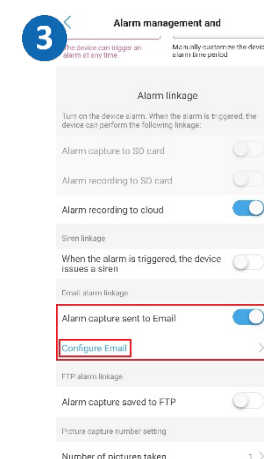 3
Alarm management and
The device can trigger an
alarm at any time
Manually customize the devic
alarm time period
Alarm linkage
Turn on the device alarm. When the alarm is triggered, the
device can perform the following linkage:
Alarm capture to SD card
Alarm recording to SD card
Alarm recording to cloud
Siren linkage
When the alarm is triggered, the device
issues a siren
Email alarm linkage
Alarm capture sent to Email
Configure Email
FTP alarm linkage
Alarm capture saved to FTP
Picture capture number setting
Number of pictures taken
1